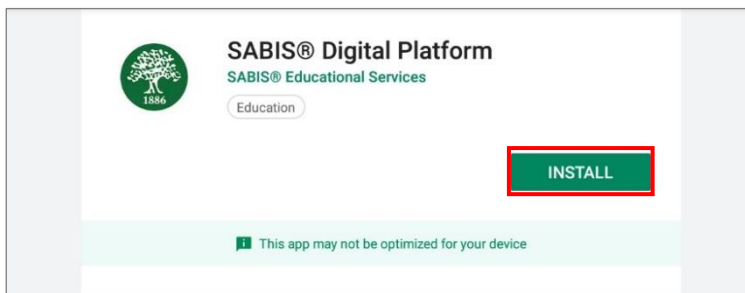 SABIS® Digital Platform
SABIS® Educational Services
1886
Education
INSTALL
This app may not be optimized for your device